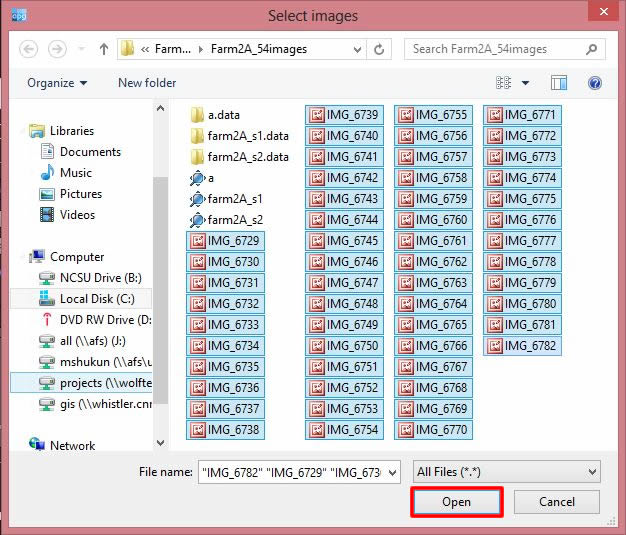 Select images
« Farm... ▸ Farm2A_54images
Search Farm2A_54images
Organize
New folder
Libraries
Documents
Music
Pictures
Videos
Computer
NCSU Drive (B:)
Local Disk (C:)
DVD RW Drive (D:
all (\\afs) (J:)
mshukun (\\afs\u
projects (\\wolfte
gis (\\whistler.cnr
Network
a.data
farm2A_s1.data
farm2A_s2.data
a
farm2A_s1
farm2A_s2
IMG_6729
IMG_6730
IMG_6731
IMG_6732
IMG_6733
IMG_6734
IMG_6735
IMG_6736
IMG_6737
IMG_6738
IMG_6739
IMG_6740
IMG_6741
IMG_6742
IMG_6743
IMG_6744
IMG_6745
IMG_6746
IMG_6747
IMG_6748
IMG_6749
IMG_6750
IMG_6751
IMG_6752
IMG_6753
IMG_6754
IMG_6755
IMG_6756
IMG_6757
IMG_6758
IMG_6759
IMG_6760
IMG_6761
IMG_6762
IMG_6763
IMG_6764
IMG_6765
IMG_6766
IMG_6767
IMG_6768
IMG_6769
IMG_6770
IMG_6771
IMG_6772
IMG_6773
IMG_6774
IMG_6775
IMG_6776
IMG_6777
IMG_6778
IMG_6779
IMG_6780
IMG_6781
IMG_6782
File name: "IMG_6782" "IMG_6729" "IMG_673
All Files (*.*)
Open
Cancel